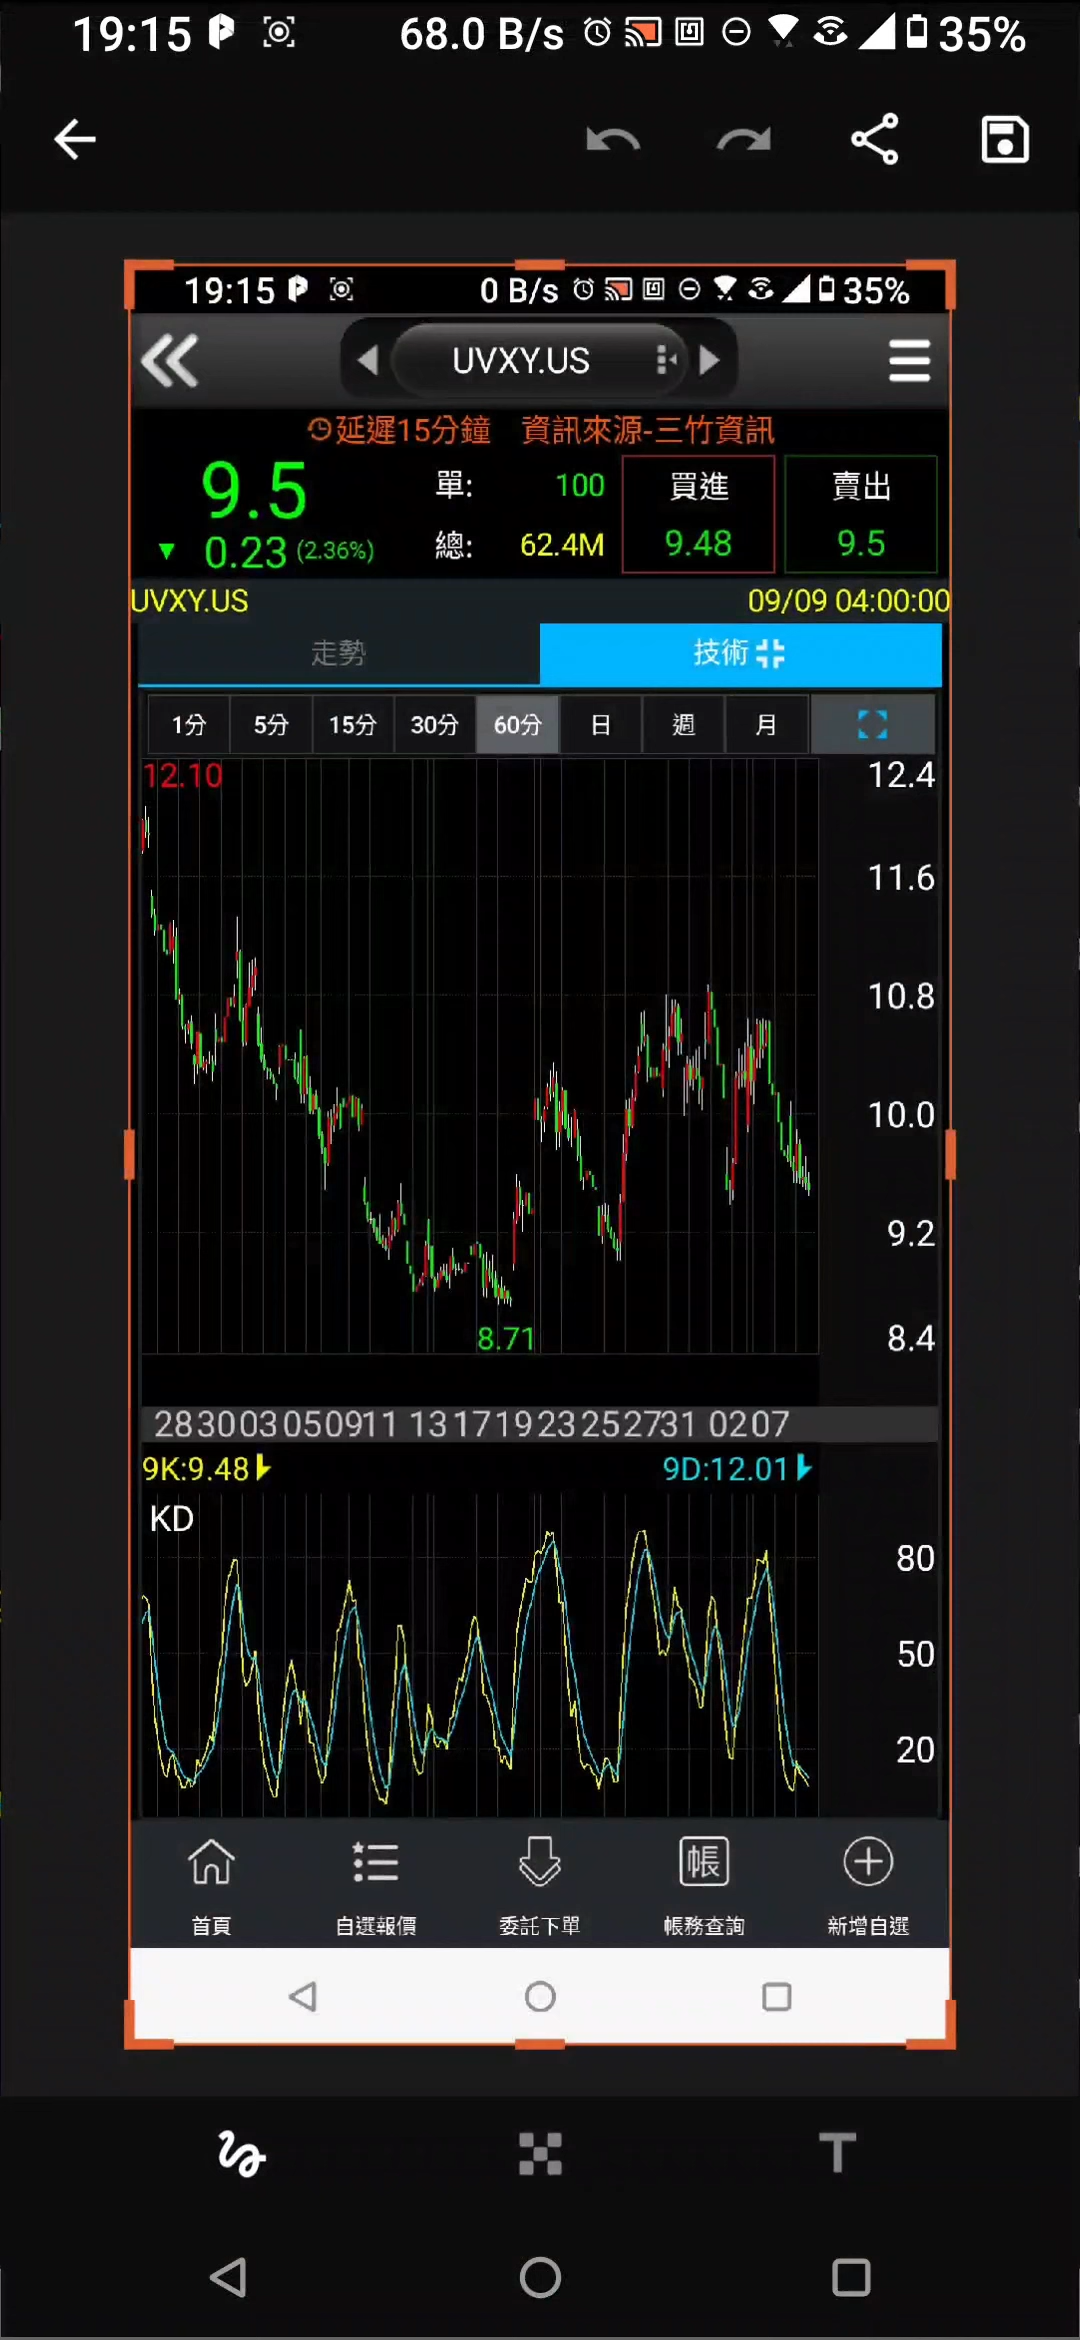 19:15 68.0 B/s 35%
19:15 0 B/s 35%
UVXY.US
延遲15分鐘 資訊來源-三竹資訊
9.5 單: 100 買進 賣出
▼ 0.23 (2.36%) 總: 62.4M 9.48 9.5
UVXY.US 09/09 04:00:00
走勢 技術
1分 5分 15分 30分 60分 日 週 月
12.10 12.4
11.6
10.8
10.0
9.2
8.71 8.4
28 30 03 05 09 11 13 17 19 23 25 27 31 02 07
9K:9.48 9D:12.01
KD
80
50
20
帳
首頁 自選報價 委託下單 帳務查詢 新增自選
T